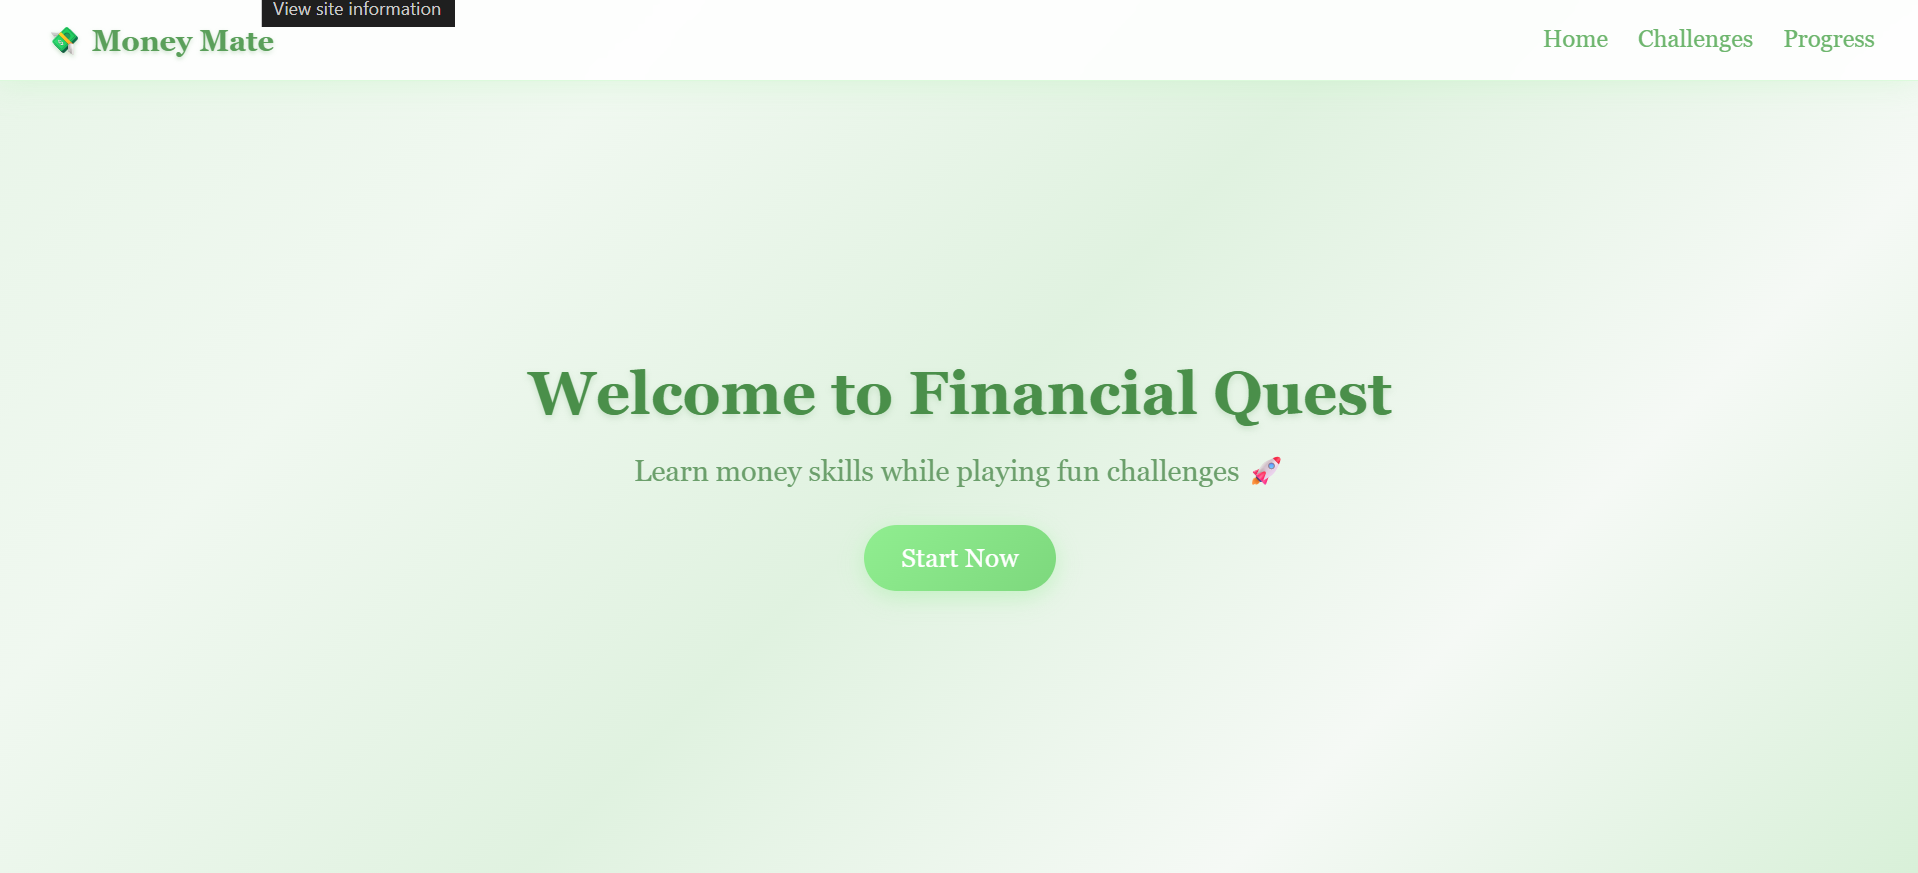 View site information
Money Mate
Home Challenges Progress
Welcome to Financial Quest
Learn money skills while playing fun challenges 🚀
Start Now